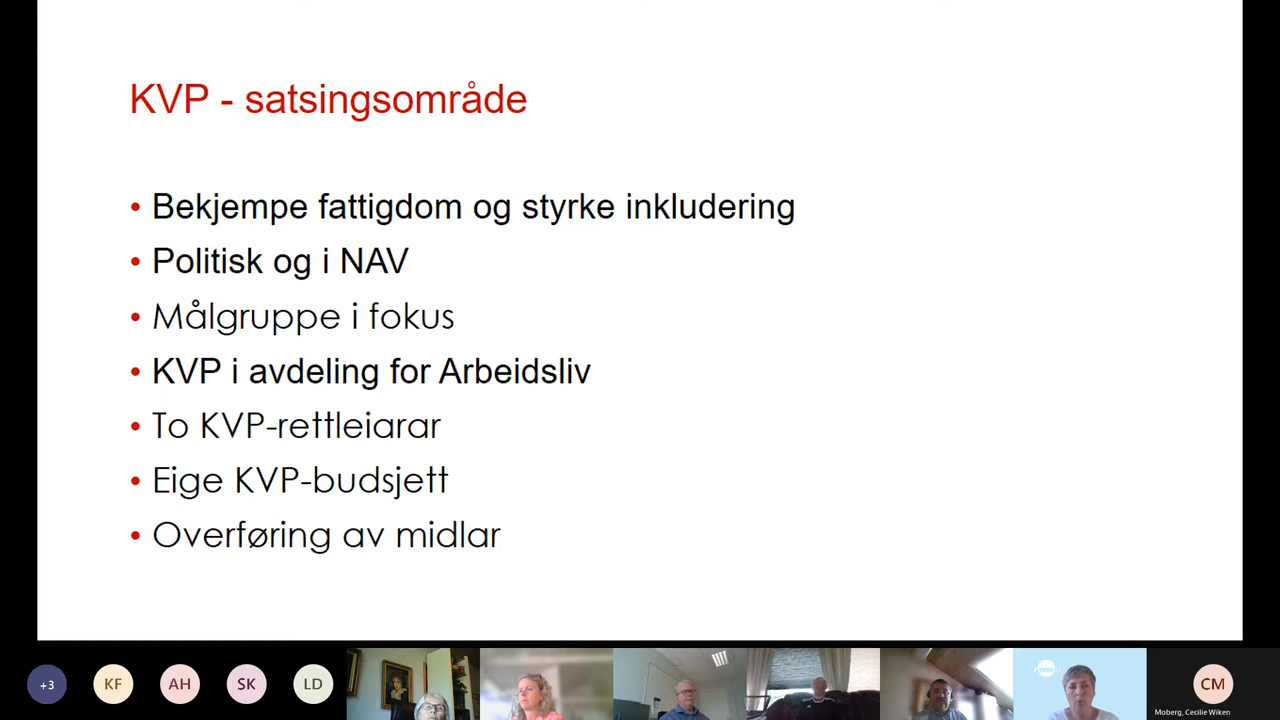 KVP - satsingsområde
• Bekjempe fattigdom og styrke inkludering
• Politisk og i NAV
• Målgruppe i fokus
• KVP i avdeling for Arbeidsliv
• To KVP-rettleiarar
• Eige KVP-budsjett
• Overføring av midlar
+3
KF
AH
SK
LD
CM
Moberg, Cecilie Wiken